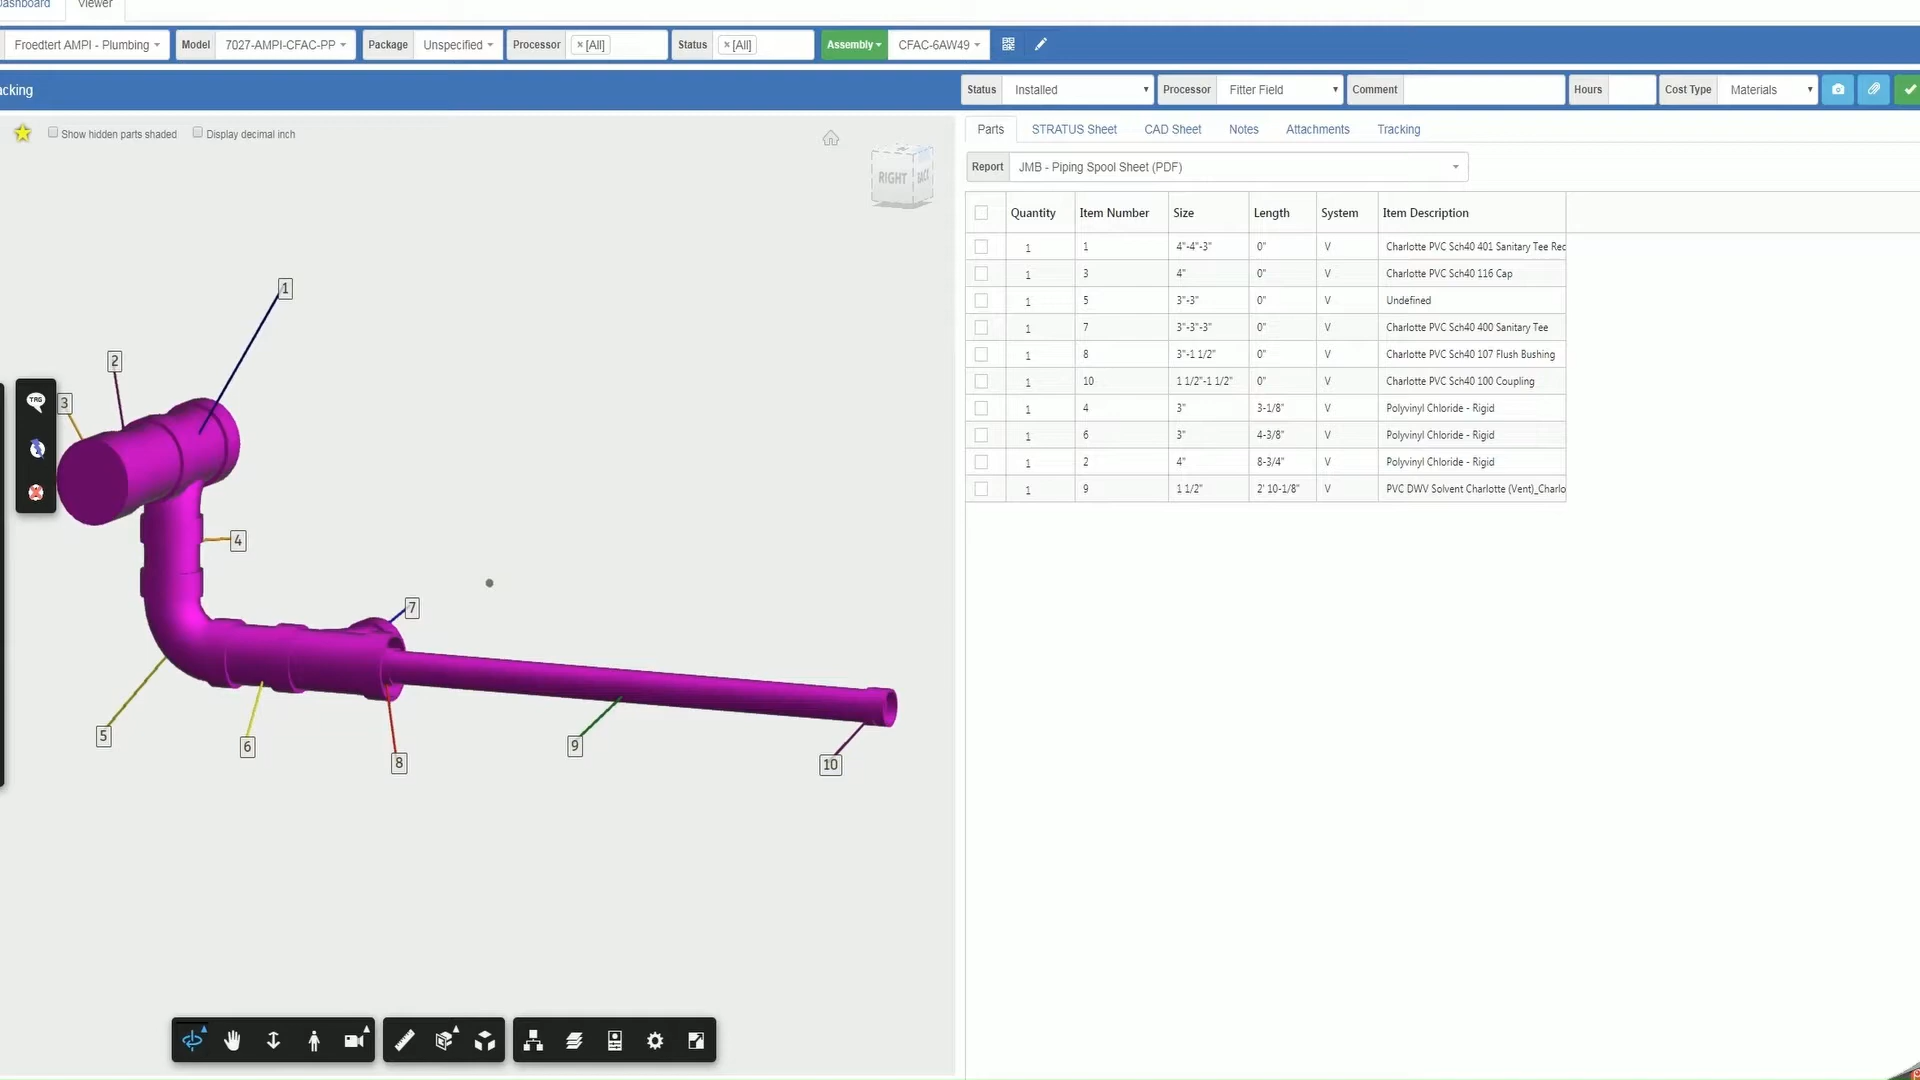 Dashboard Viewer
Froedtert AMPI - Plumbing Model 7027-AMPI-CFAC-PP Package Unspecified Processor × [All] Status × [All] Assembly CFAC-6AW49
acking Status Installed Processor Fitter Field Comment Hours Cost Type Materials
Show hidden parts shaded Display decimal inch
RIGHT BACK
Parts STRATUS Sheet CAD Sheet Notes Attachments Tracking
Report JMB - Piping Spool Sheet (PDF)
Quantity Item Number Size Length System Item Description
1 1 4"-4"-3" 0" V Charlotte PVC Sch40 401 Sanitary Tee Rec
1 3 4" 0" V Charlotte PVC Sch40 116 Cap
1 5 3"-3" 0" V Undefined
1 7 3"-3"-3" 0" V Charlotte PVC Sch40 400 Sanitary Tee
1 8 3"-1 1/2" 0" V Charlotte PVC Sch40 107 Flush Bushing
1 10 1 1/2"-1 1/2" 0" V Charlotte PVC Sch40 100 Coupling
1 4 3" 3-1/8" V Polyvinyl Chloride - Rigid
1 6 3" 4-3/8" V Polyvinyl Chloride - Rigid
1 2 4" 8-3/4" V Polyvinyl Chloride - Rigid
1 9 1 1/2" 2' 10-1/8" V PVC DWV Solvent Charlotte (Vent)_Charlo
1
2
3
TAG
4
7
5
6
8
9
10